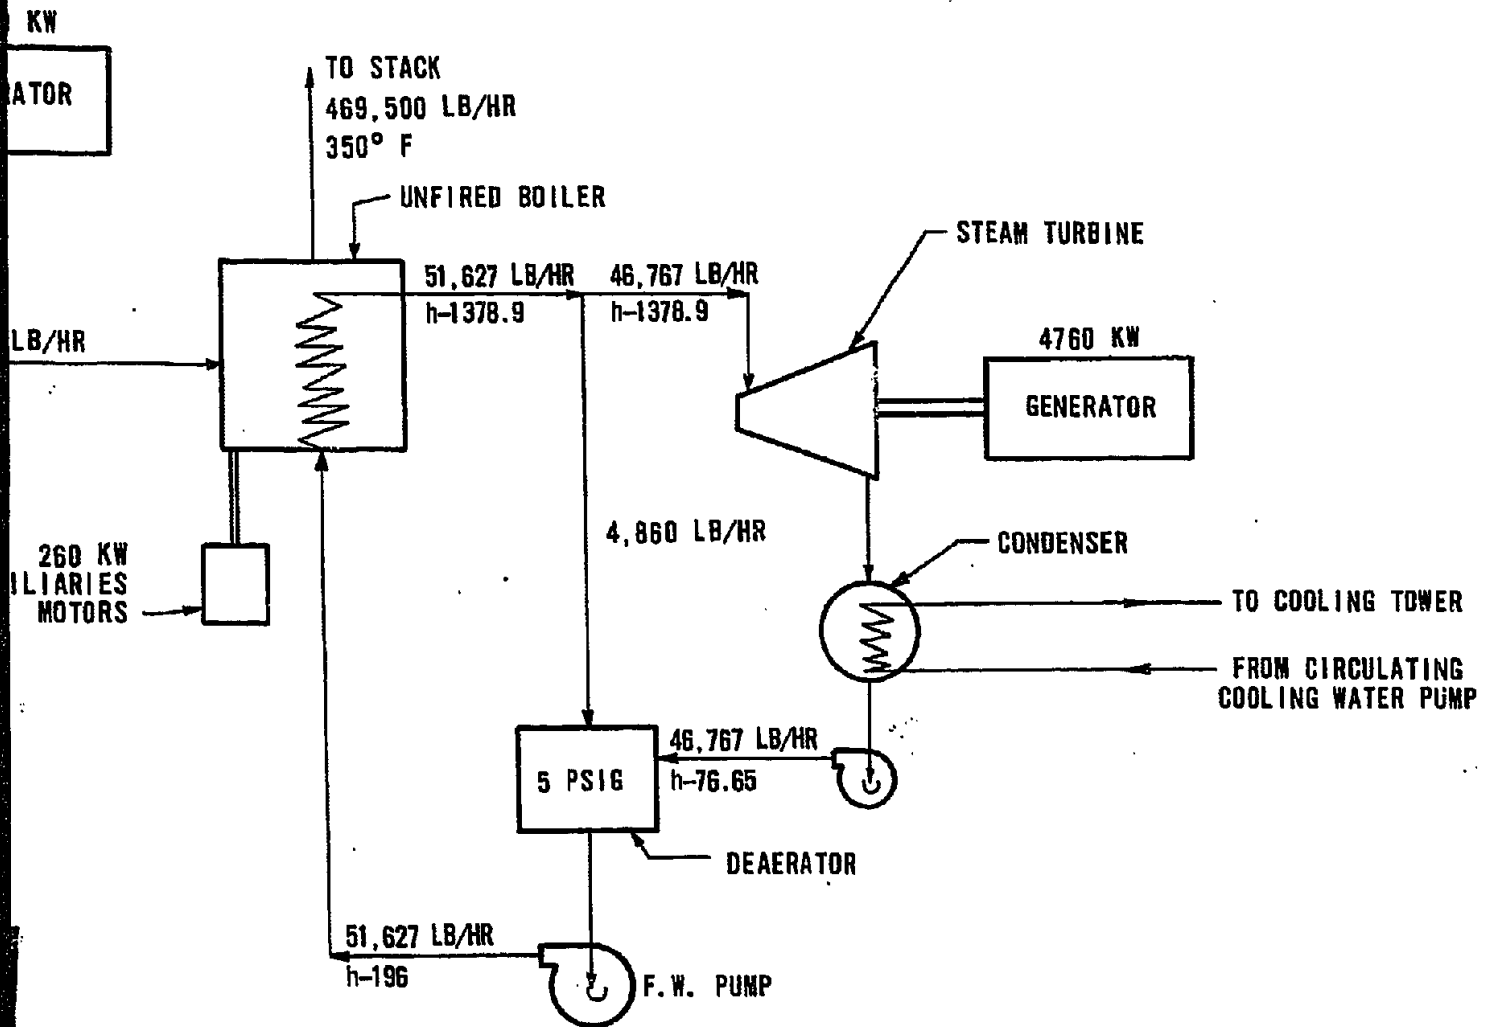 KW
RATOR
TO STACK
469,500 LB/HR
350° F
UNFIRED BOILER
STEAM TURBINE
51,627 LB/HR
h-1378.9
46,767 LB/HR
h-1378.9
LB/HR
4760 KW
GENERATOR
4,860 LB/HR
CONDENSER
260 KW
ILIARIES
MOTORS
TO COOLING TOWER
FROM CIRCULATING
COOLING WATER PUMP
46,767 LB/HR
h-76.65
5 PSIG
DEAERATOR
51,627 LB/HR
h-196
F.W. PUMP